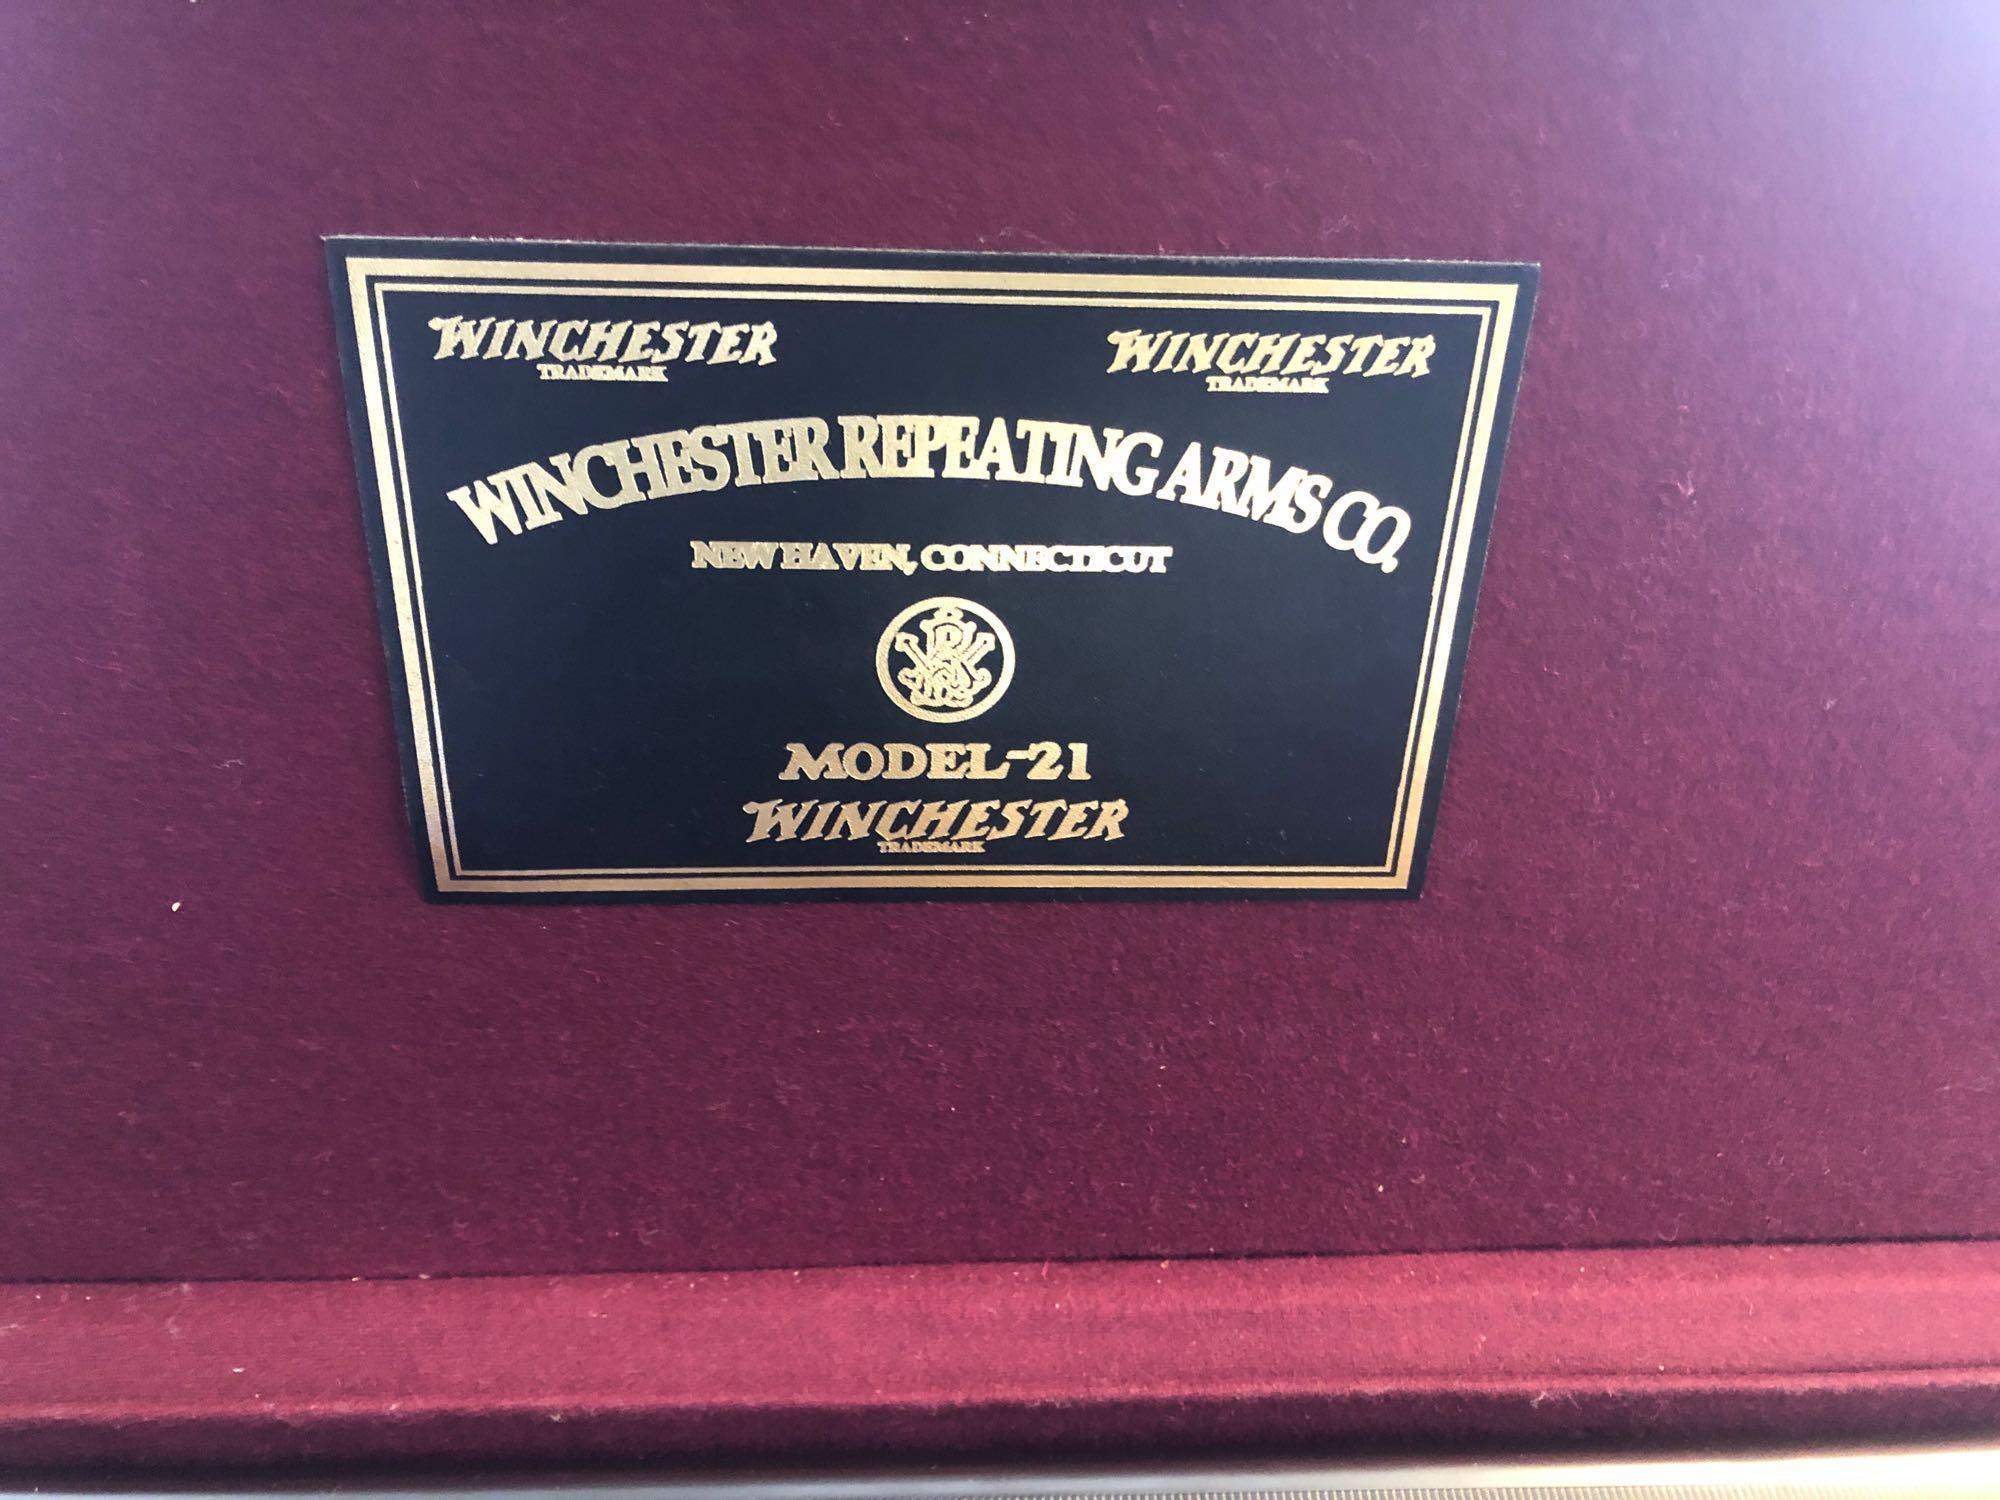 WINCHESTER WINCHESTER
TRADEMARK TRADEMARK
WINCHESTER REPEATING ARMS CO.
NEW HAVEN, CONNECTICUT
MODEL-21
WINCHESTER
TRADEMARK